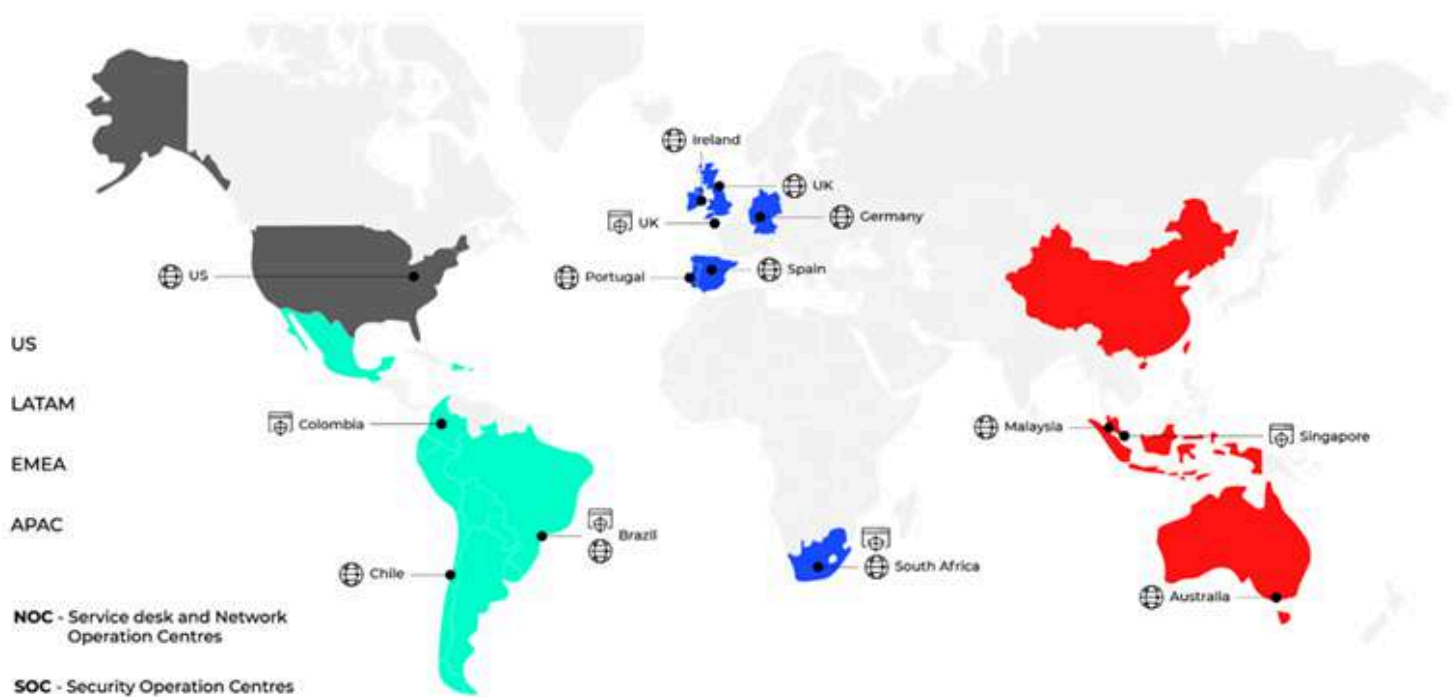 Ireland
UK
UK
Germany
US
Portugal
Spain
US
LATAM
Colombia
Malaysia
Singapore
EMEA
APAC
Brazil
Chile
South Africa
Australia
NOC - Service desk and Network
Operation Centres
SOC - Security Operation Centres